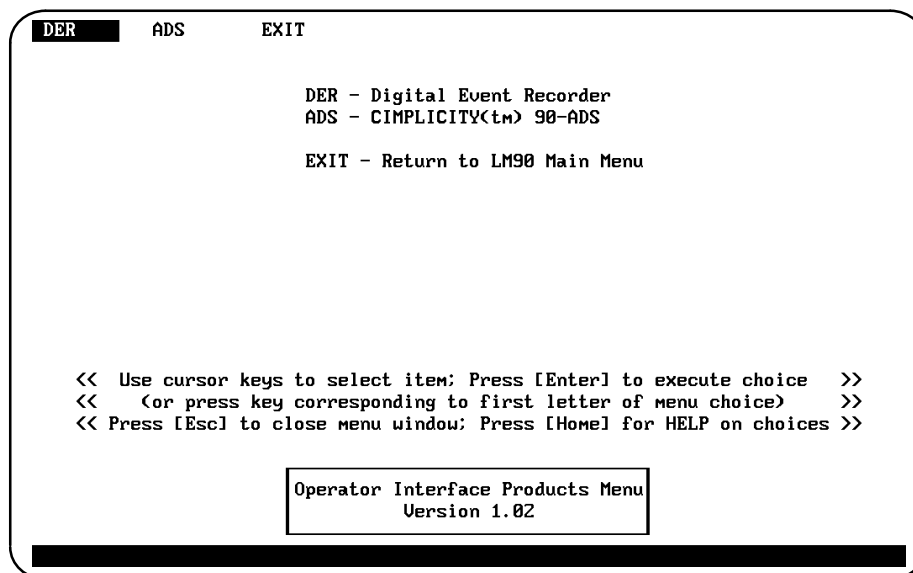 DER ADS EXIT
DER - Digital Event Recorder
ADS - CIMPLICITY(tm) 90-ADS
EXIT - Return to LM90 Main Menu
<< Use cursor keys to select item; Press [Enter] to execute choice >>
<< (or press key corresponding to first letter of menu choice) >>
<< Press [Esc] to close menu window; Press [Home] for HELP on choices >>
Operator Interface Products Menu
Version 1.02